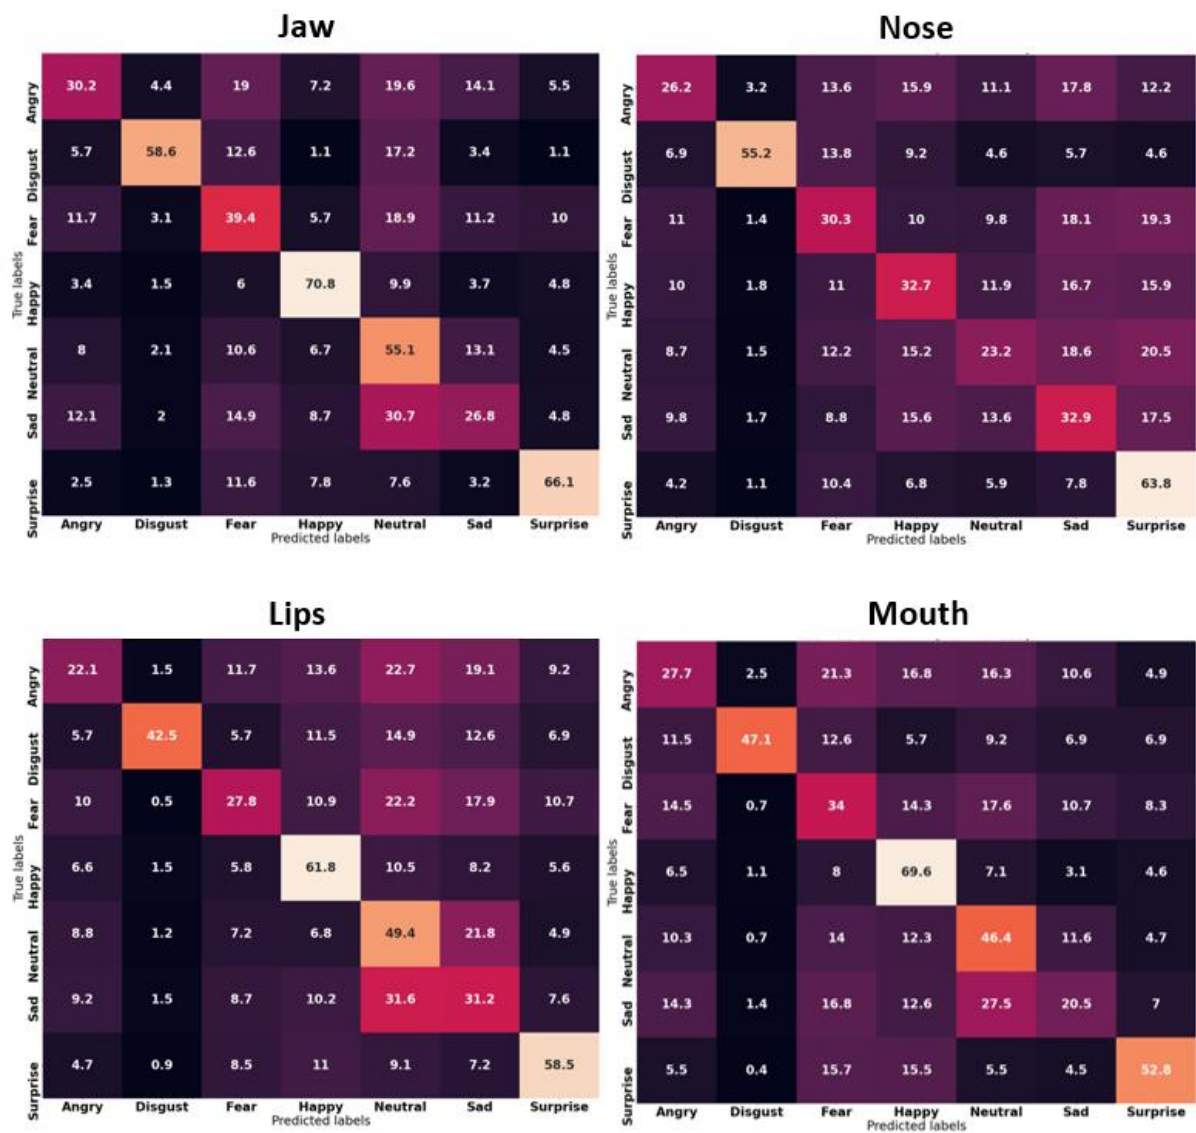 Jaw
Angry 30.2 4.4 19 7.2 19.6 14.1 5.5
Disgust 5.7 58.6 12.6 1.1 17.2 3.4 1.1
Fear 11.7 3.1 39.4 5.7 18.9 11.2 10
True labels
Happy 3.4 1.5 6 70.8 9.9 3.7 4.8
Neutral 8 2.1 10.6 6.7 55.1 13.1 4.5
Sad 12.1 2 14.9 8.7 30.7 26.8 4.8
Surprise 2.5 1.3 11.6 7.8 7.6 3.2 66.1
Angry Disgust Fear Happy Neutral Sad Surprise
Predicted labels
Nose
Angry 26.2 3.2 13.6 15.9 11.1 17.8 12.2
Disgust 6.9 55.2 13.8 9.2 4.6 5.7 4.6
Fear 11 1.4 30.3 10 9.8 18.1 19.3
True labels
Happy 10 1.8 11 32.7 11.9 16.7 15.9
Neutral 8.7 1.5 12.2 15.2 23.2 18.6 20.5
Sad 9.8 1.7 8.8 15.6 13.6 32.9 17.5
Surprise 4.2 1.1 10.4 6.8 5.9 7.8 63.8
Angry Disgust Fear Happy Neutral Sad Surprise
Predicted labels
Lips
Angry 22.1 1.5 11.7 13.6 22.7 19.1 9.2
Disgust 5.7 42.5 5.7 11.5 14.9 12.6 6.9
Fear 10 0.5 27.8 10.9 22.2 17.9 10.7
True labels
Happy 6.6 1.5 5.8 61.8 10.5 8.2 5.6
Neutral 8.8 1.2 7.2 6.8 49.4 21.8 4.9
Sad 9.2 1.5 8.7 10.2 31.6 31.2 7.6
Surprise 4.7 0.9 8.5 11 9.1 7.2 58.5
Angry Disgust Fear Happy Neutral Sad Surprise
Predicted labels
Mouth
Angry 27.7 2.5 21.3 16.8 16.3 10.6 4.9
Disgust 11.5 47.1 12.6 5.7 9.2 6.9 6.9
Fear 14.5 0.7 34 14.3 17.6 10.7 8.3
True labels
Happy 6.5 1.1 8 69.6 7.1 3.1 4.6
Neutral 10.3 0.7 14 12.3 46.4 11.6 4.7
Sad 14.3 1.4 16.8 12.6 27.5 20.5 7
Surprise 5.5 0.4 15.7 15.5 5.5 4.5 52.8
Angry Disgust Fear Happy Neutral Sad Surprise
Predicted labels